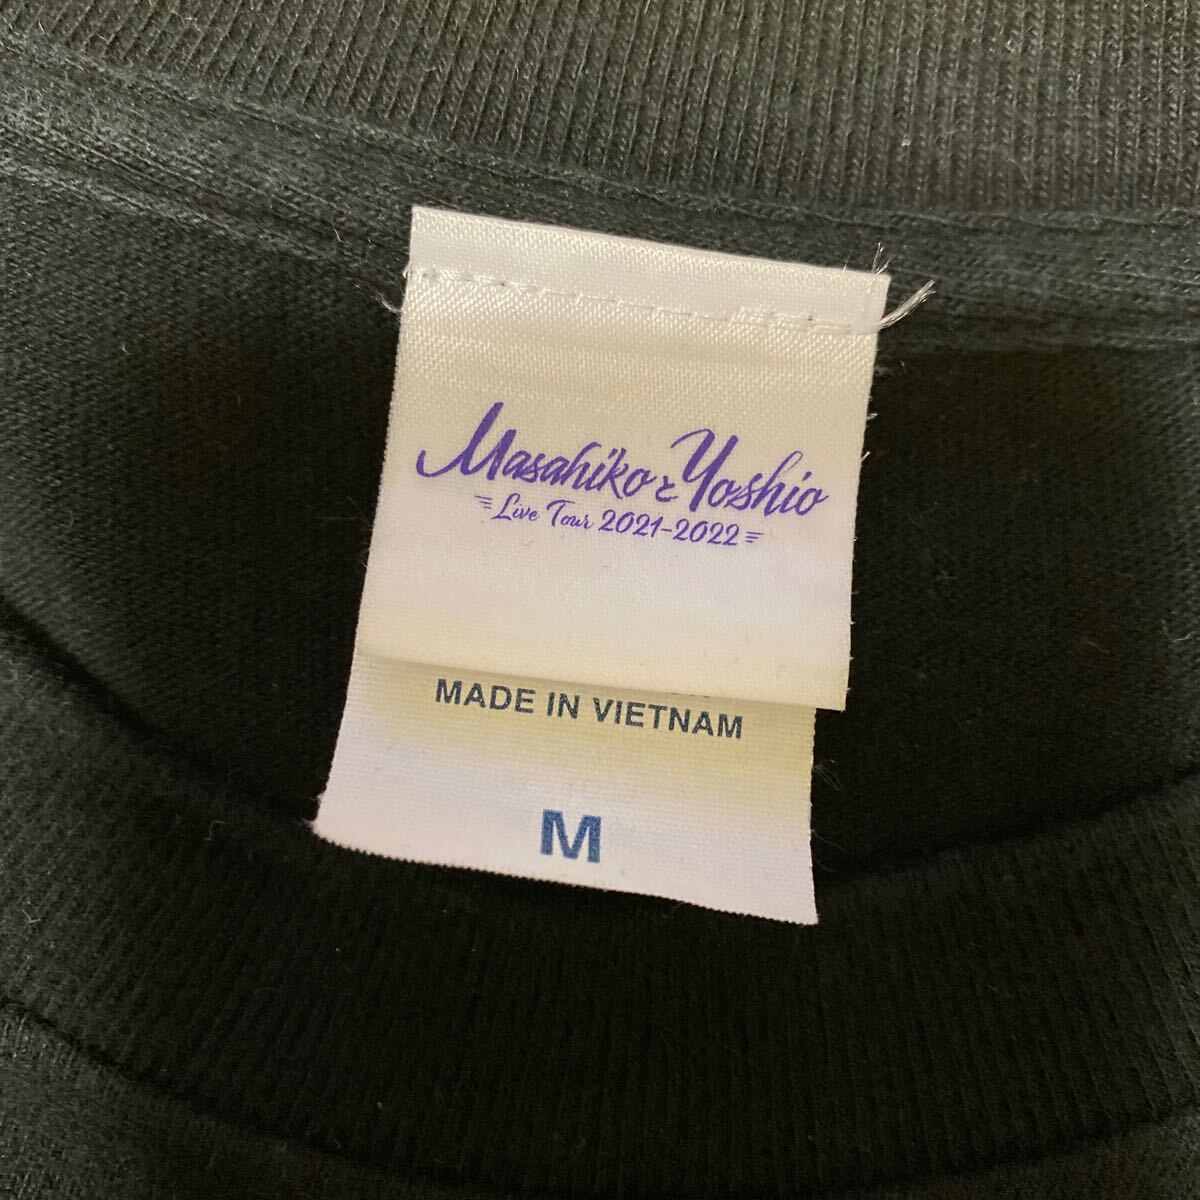 Masahiko と Yoshio
Live Tour 2021-2022
MADE IN VIETNAM
M